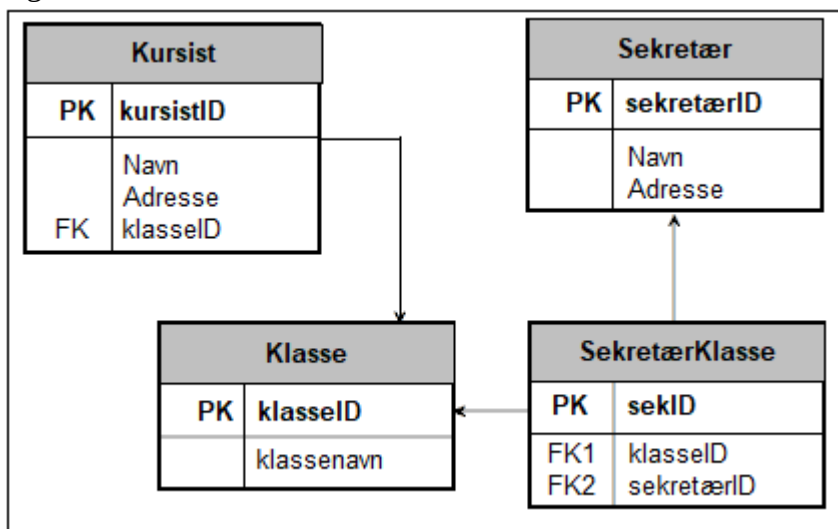 Kursist
PK kursistID
Navn
Adresse
FK klasseID
Sekretær
PK sekretærID
Navn
Adresse
Klasse
PK klasseID
klassenavn
SekretærKlasse
PK sekID
FK1 klasseID
FK2 sekretærID